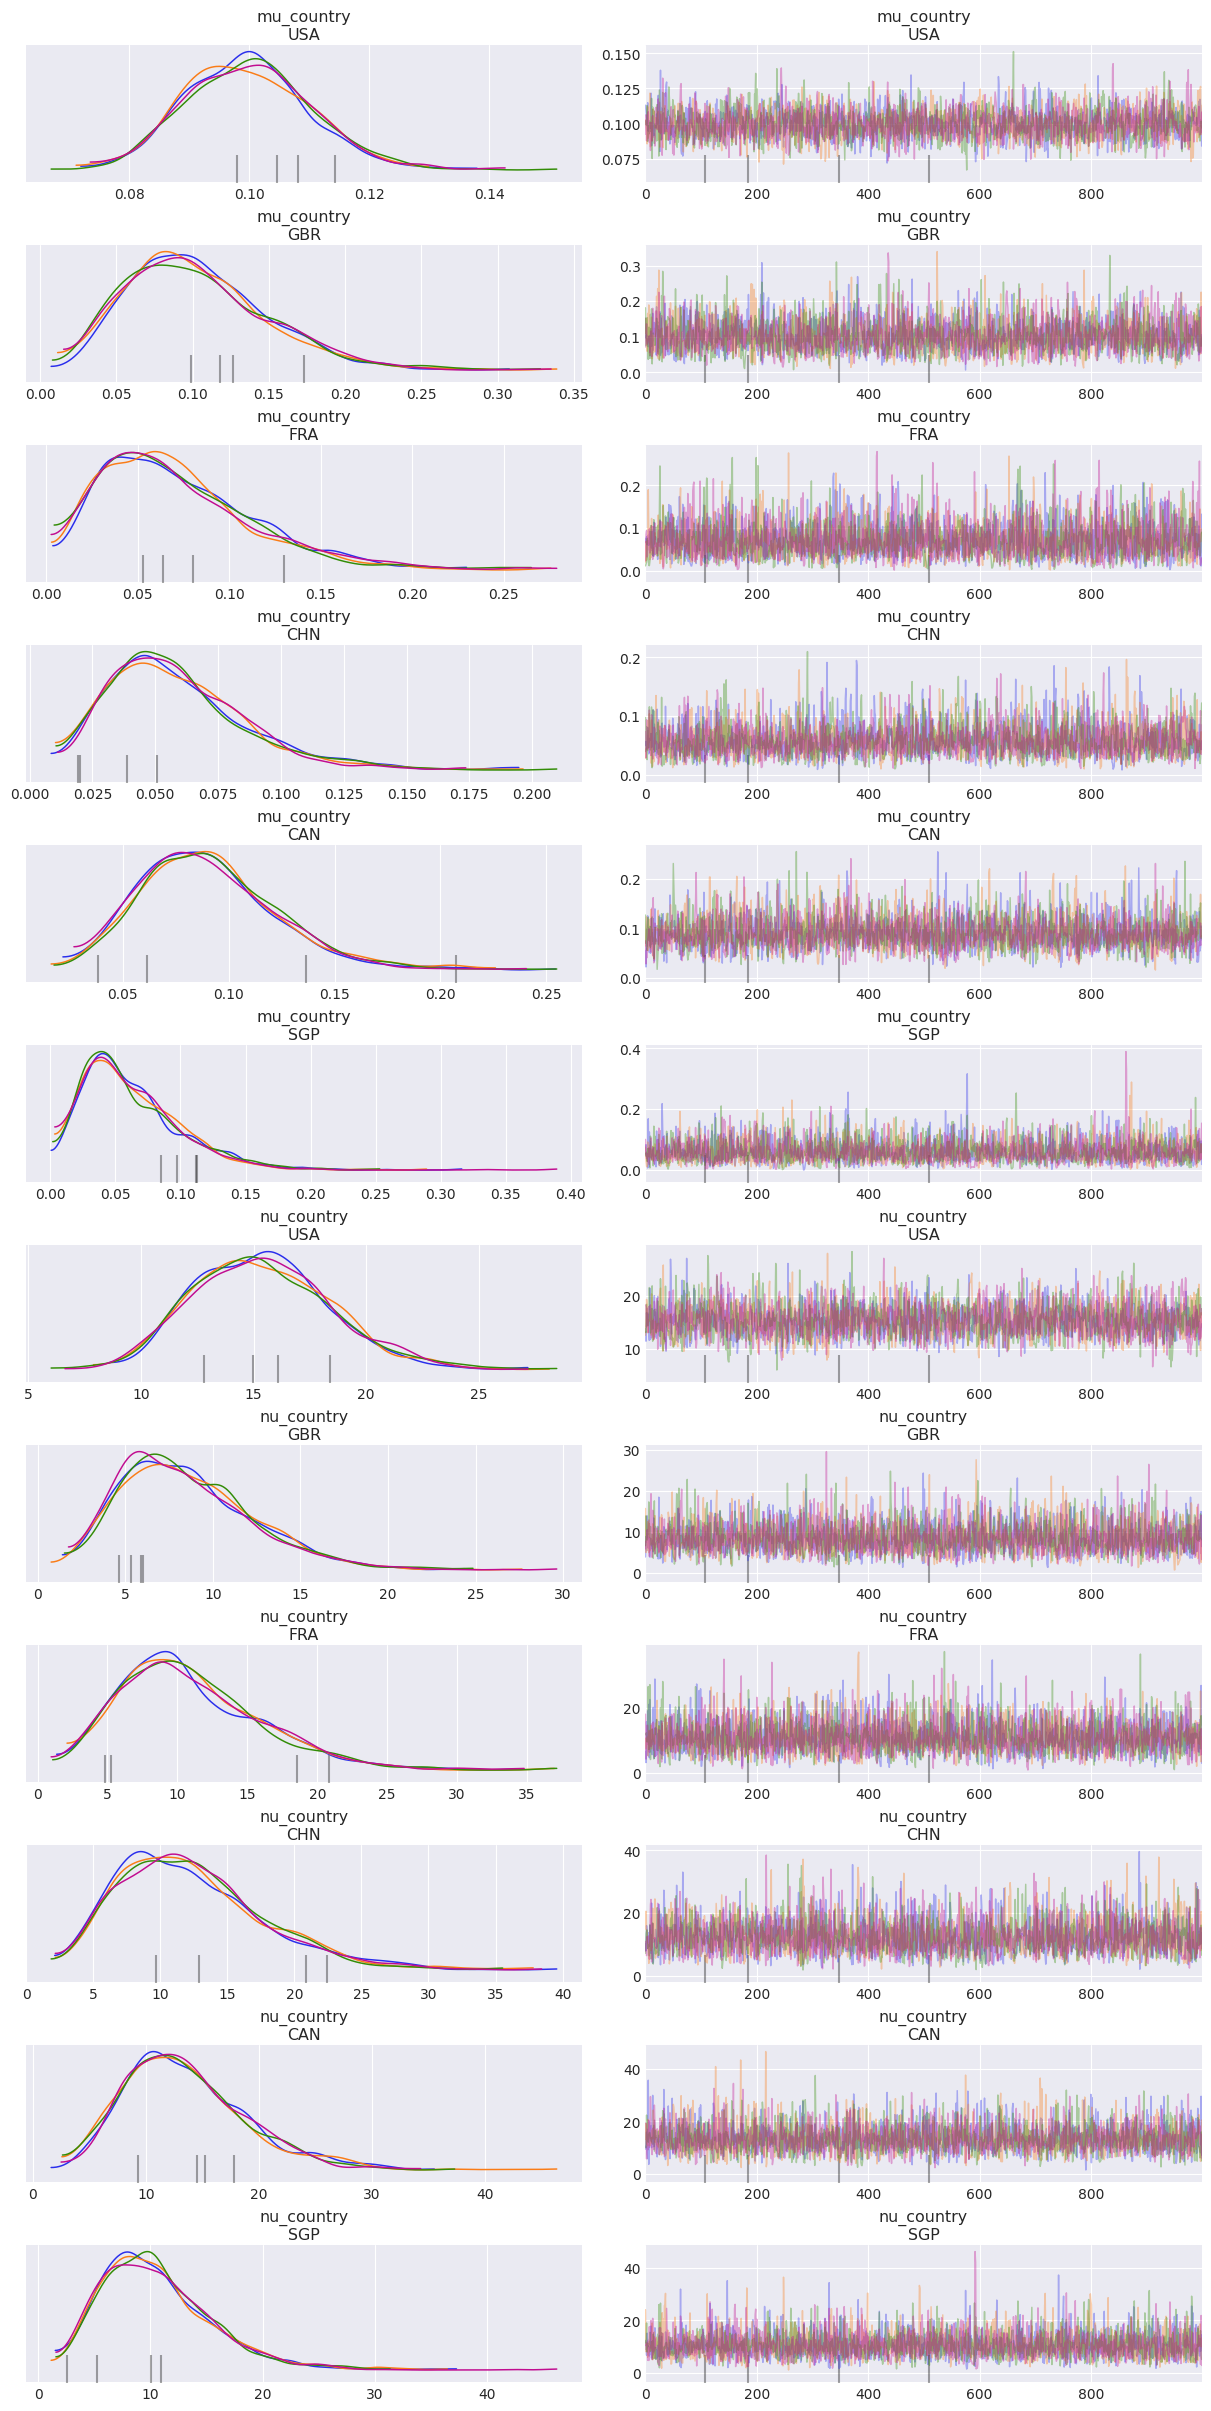 mu_country
USA
mu_country
USA
0.150
0.125
0.100
0.075
0.08 0.10 0.12 0.14
0 200 400 600 800
mu_country
GBR
mu_country
GBR
0.3
0.2
0.1
0.0
0.00 0.05 0.10 0.15 0.20 0.25 0.30 0.35
0 200 400 600 800
mu_country
FRA
mu_country
FRA
0.2
0.1
0.0
0.00 0.05 0.10 0.15 0.20 0.25
0 200 400 600 800
mu_country
CHN
mu_country
CHN
0.2
0.1
0.0
0.000 0.025 0.050 0.075 0.100 0.125 0.150 0.175 0.200
0 200 400 600 800
mu_country
CAN
mu_country
CAN
0.2
0.1
0.0
0.05 0.10 0.15 0.20 0.25
0 200 400 600 800
mu_country
SGP
mu_country
SGP
0.4
0.2
0.0
0.00 0.05 0.10 0.15 0.20 0.25 0.30 0.35 0.40
0 200 400 600 800
nu_country
USA
nu_country
USA
20
10
5 10 15 20 25
0 200 400 600 800
nu_country
GBR
nu_country
GBR
30
20
10
0
0 5 10 15 20 25 30
0 200 400 600 800
nu_country
FRA
nu_country
FRA
20
0
0 5 10 15 20 25 30 35
0 200 400 600 800
nu_country
CHN
nu_country
CHN
40
20
0
0 5 10 15 20 25 30 35 40
0 200 400 600 800
nu_country
CAN
nu_country
CAN
40
20
0
0 10 20 30 40
0 200 400 600 800
nu_country
SGP
nu_country
SGP
40
20
0
0 10 20 30 40
0 200 400 600 800